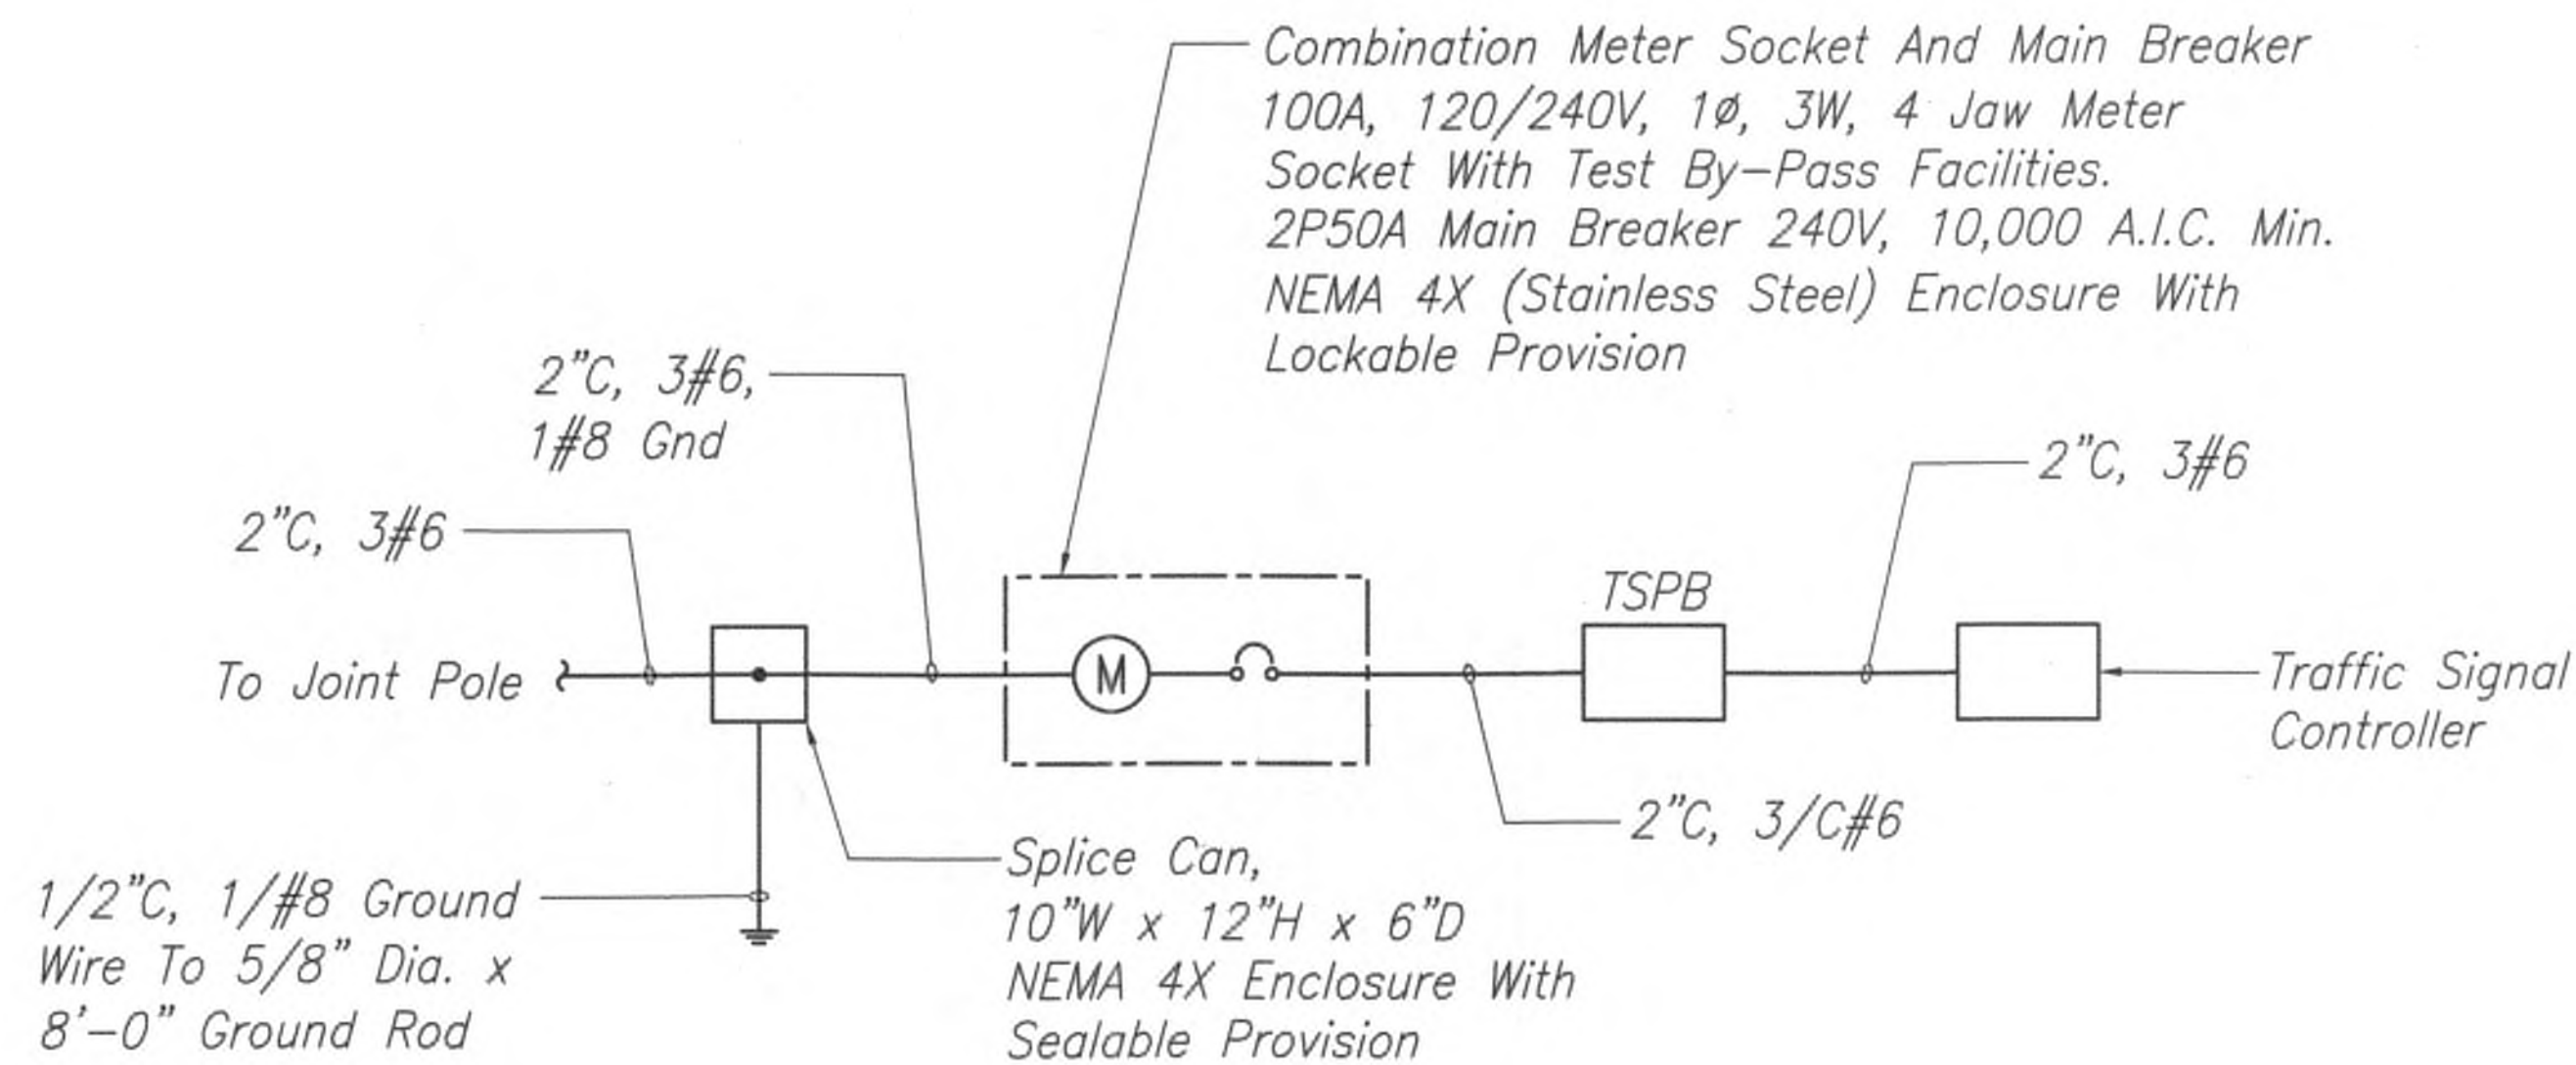 Combination Meter Socket And Main Breaker
100A, 120/240V, 1ø, 3W, 4 Jaw Meter
Socket With Test By-Pass Facilities.
2P50A Main Breaker 240V, 10,000 A.I.C. Min.
NEMA 4X (Stainless Steel) Enclosure With
Lockable Provision
2"C, 3#6,
1#8 Gnd
2"C, 3#6
2"C, 3#6
TSPB
To Joint Pole
M
Traffic Signal
Controller
2"C, 3/C#6
Splice Can,
10"W x 12"H x 6"D
NEMA 4X Enclosure With
Sealable Provision
1/2"C, 1/#8 Ground
Wire To 5/8" Dia. x
8'-0" Ground Rod